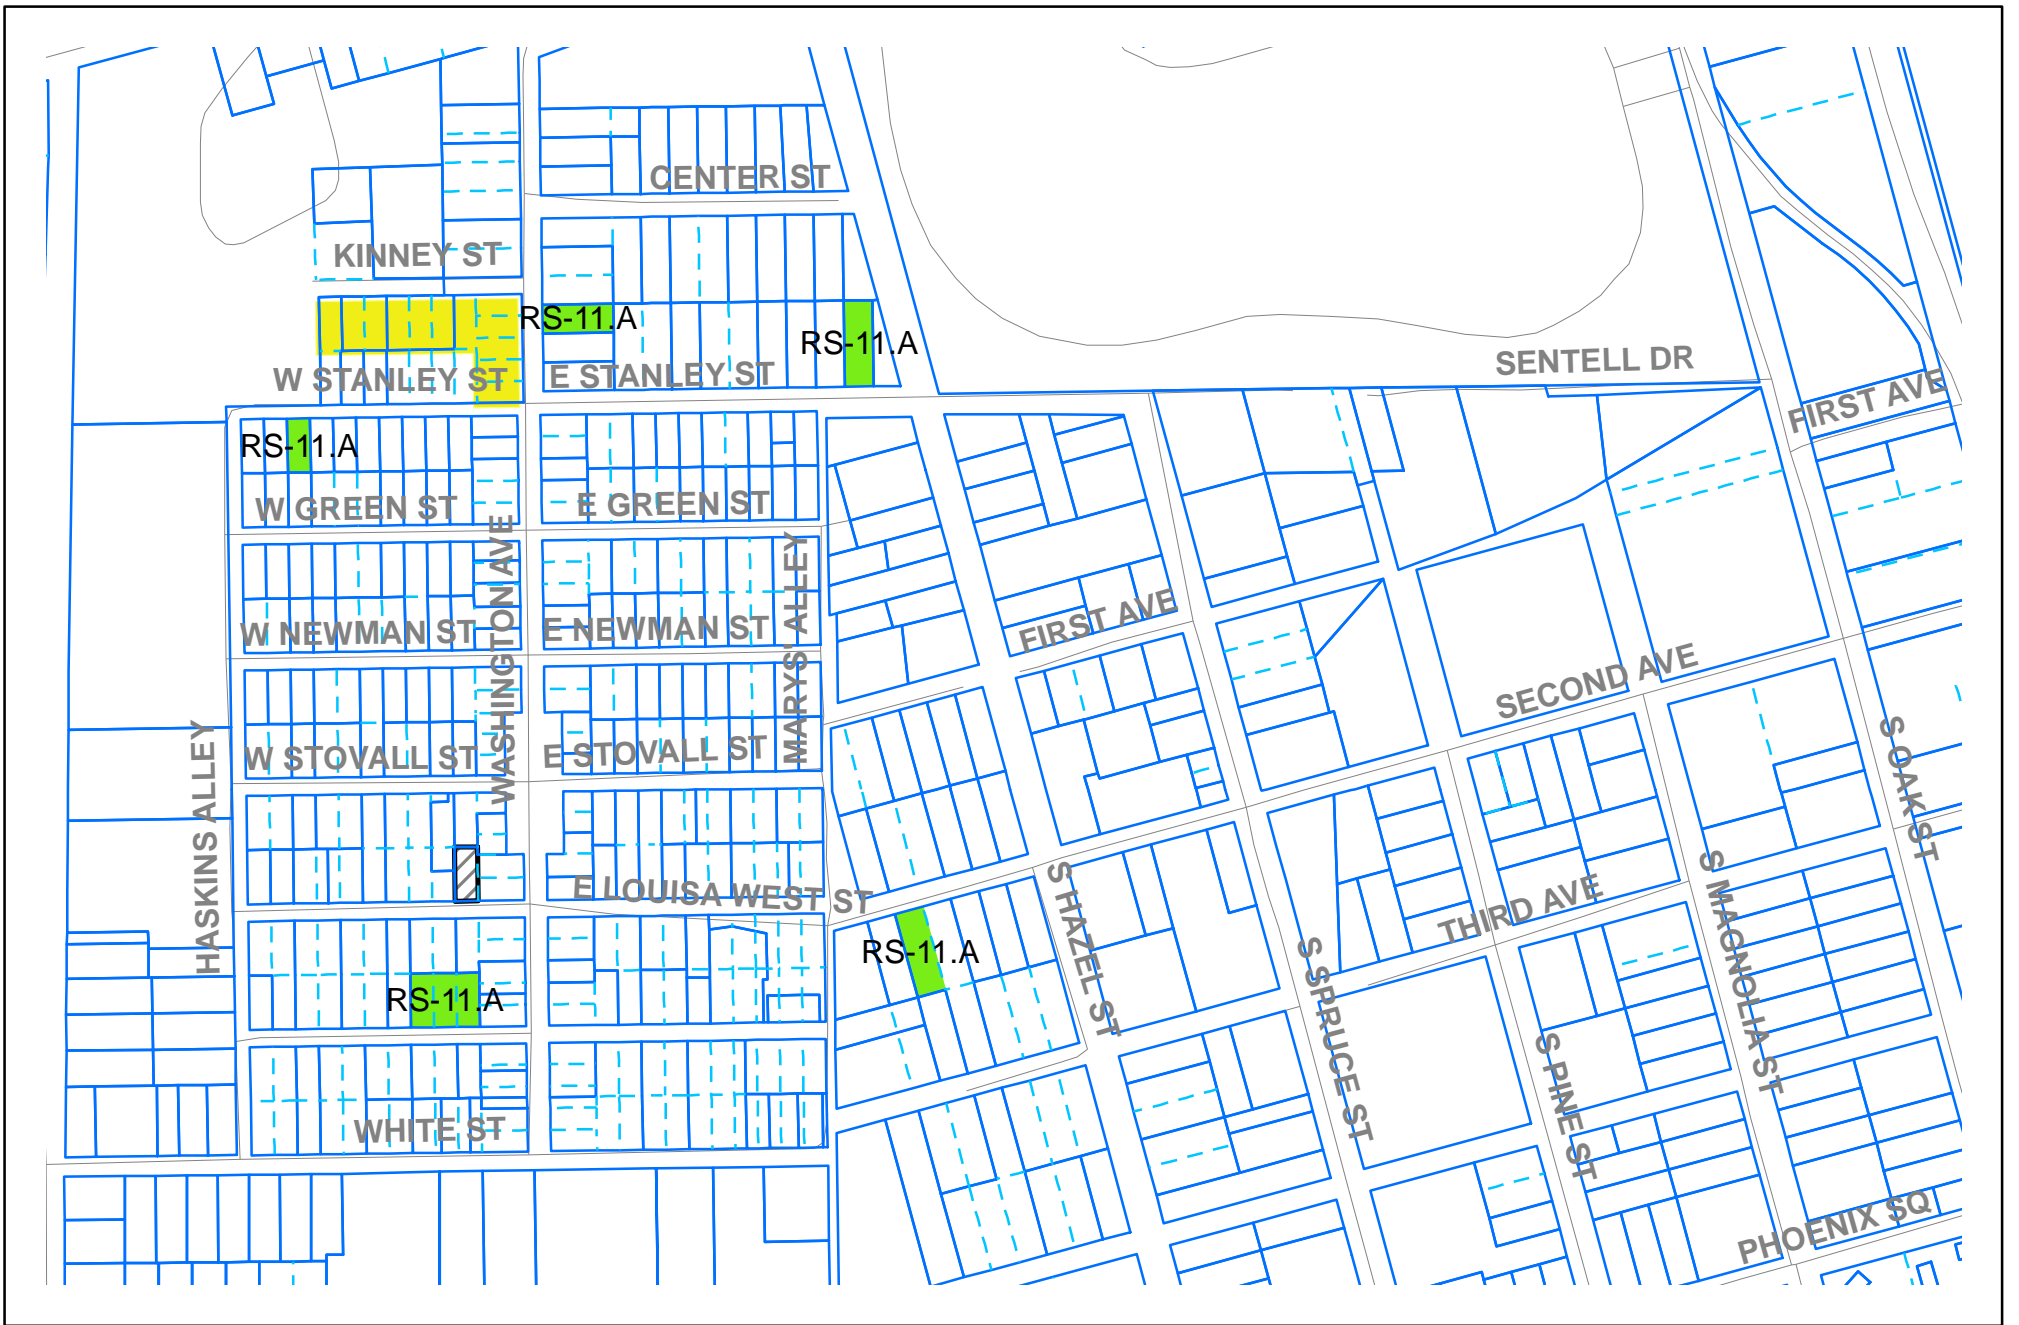 CENTER ST
KINNEY ST
RS-11.A
RS-11.A
W STANLEY ST
E STANLEY ST
SENTELL DR
FIRST AVE
RS-11.A
W GREEN ST
E GREEN ST
WASHINGTON AVE
MARYS ALLEY
W NEWMAN ST
E NEWMAN ST
FIRST AVE
SECOND AVE
HASKINS ALLEY
W STOVALL ST
E STOVALL ST
S OAK ST
E LOUISA WEST ST
S HAZEL ST
THIRD AVE
S MAGNOLIA ST
RS-11.A
RS-11.A
S SPRUCE ST
S PINE ST
WHITE ST
PHOENIX SQ